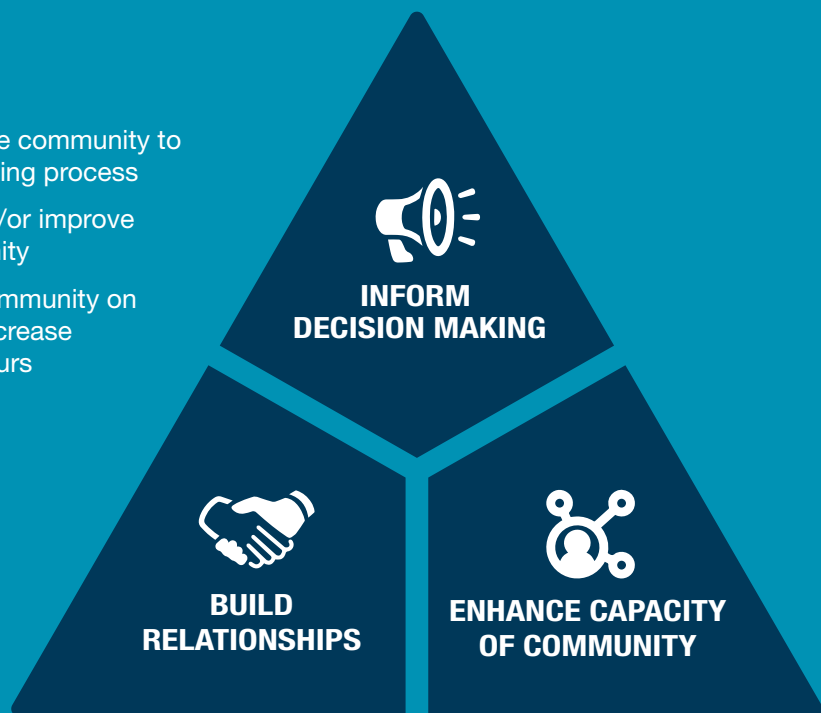 e community to
ing process
/or improve
ity
mmunity on
crease
urs
INFORM
DECISION MAKING
BUILD
RELATIONSHIPS
ENHANCE CAPACITY
OF COMMUNITY